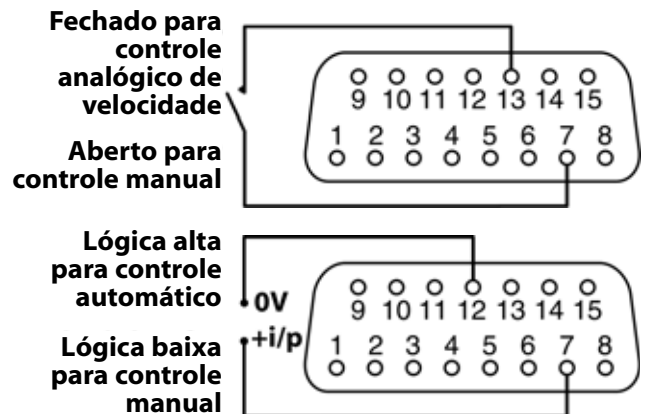 Fechado para
controle
analógico de
velocidade
Aberto para
controle manual
9 10 11 12 13 14 15
1 2 3 4 5 6 7 8
Lógica alta
para controle
automático
0V
+i/p
Lógica baixa
para controle
manual
9 10 11 12 13 14 15
1 2 3 4 5 6 7 8